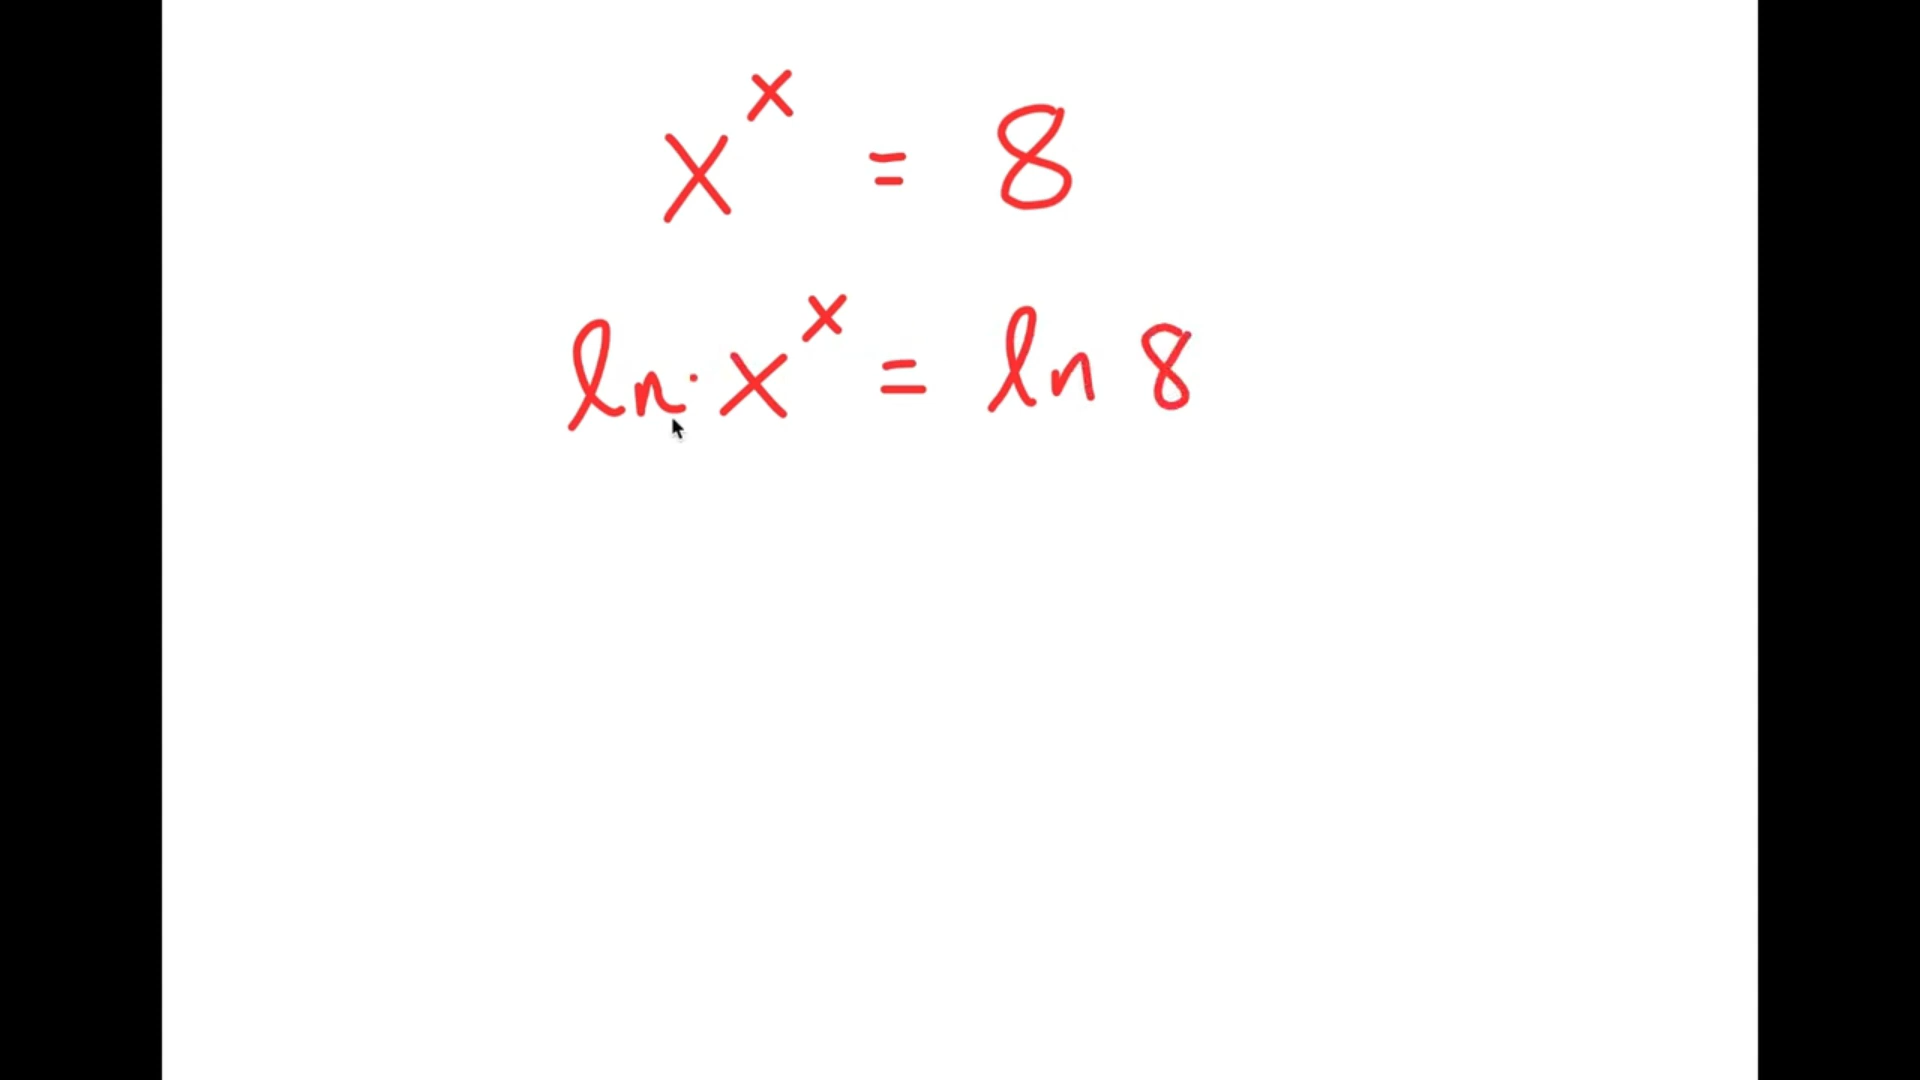 x^x = 8
ln · x^x = ln 8